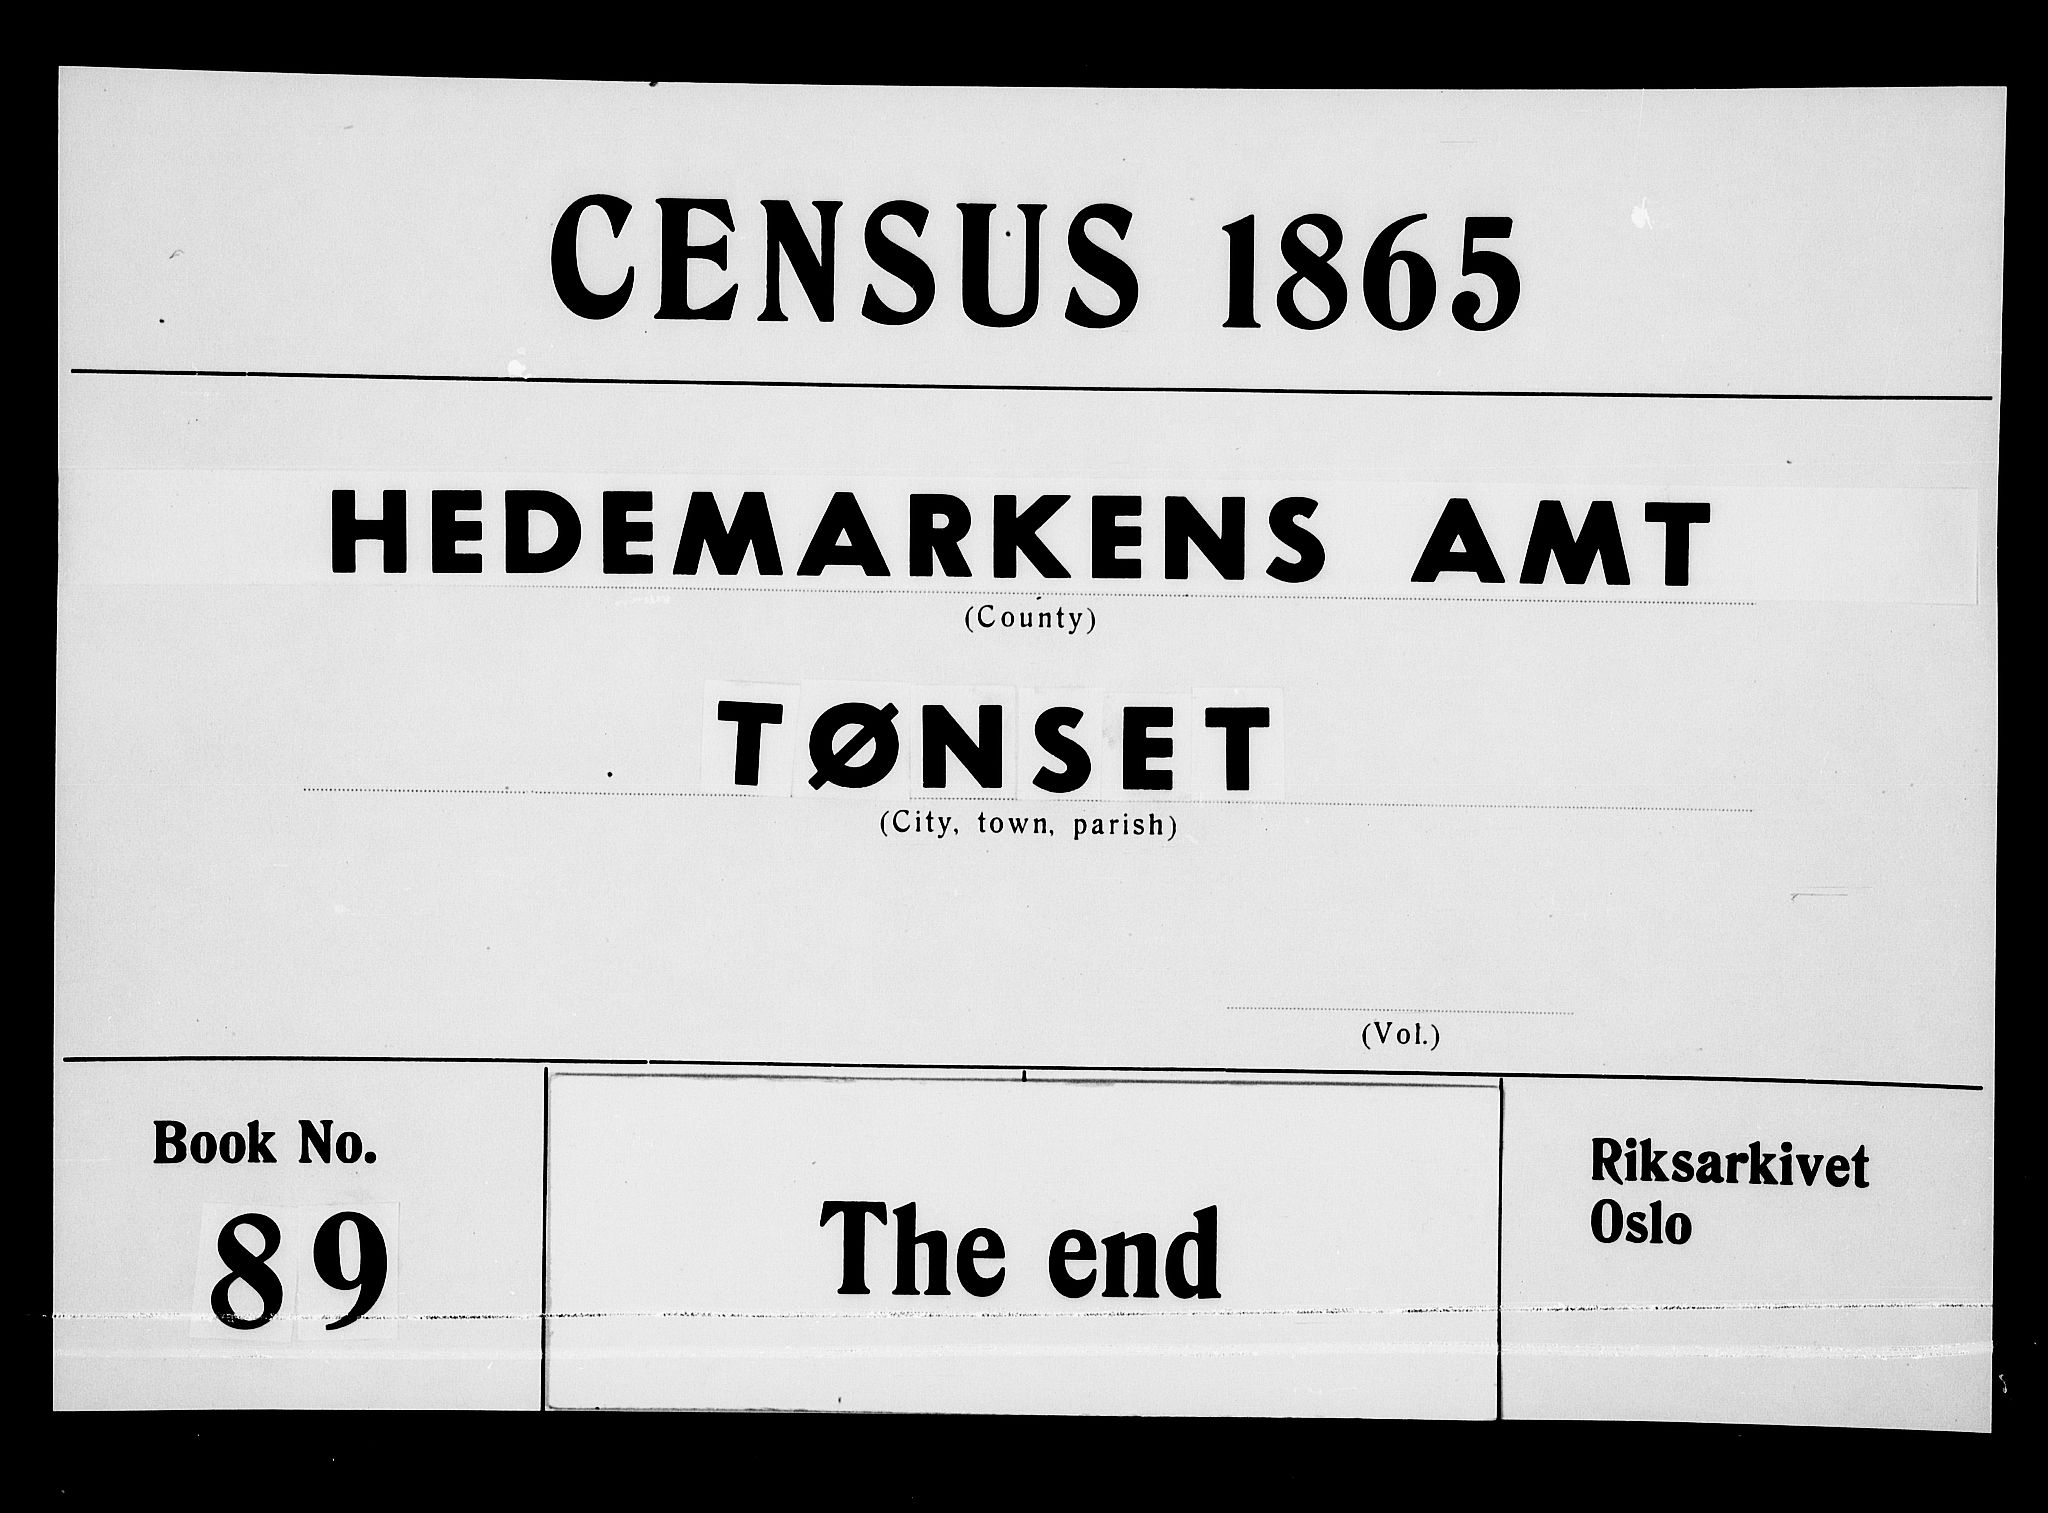 CENSUS 1865
HEDEMARKENS AMT
(County)
TØNSET
(City, town, parish)
(Vol.)
Book No.
89
The end
Riksarkivet
Oslo